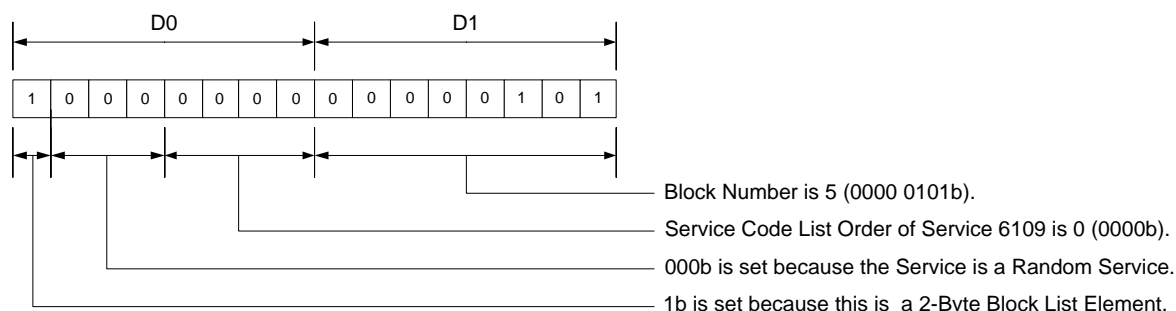 D0 D1
1 0 0 0 0 0 0 0 0 0 0 0 0 1 0 1
Block Number is 5 (0000 0101b).
Service Code List Order of Service 6109 is 0 (0000b).
000b is set because the Service is a Random Service.
1b is set because this is a 2-Byte Block List Element.